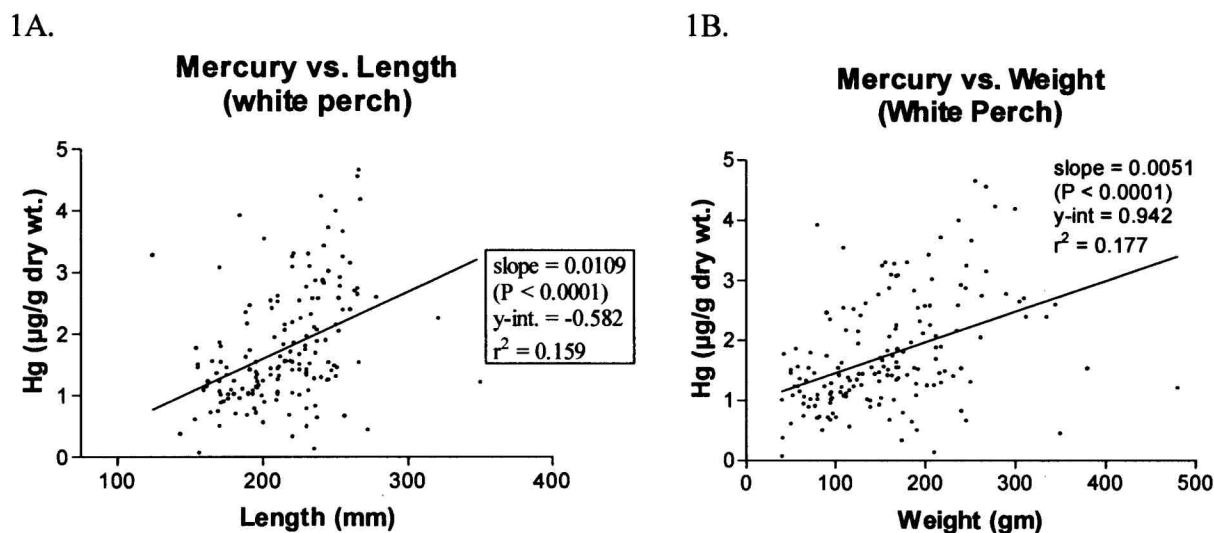 1A.
Mercury vs. Length
(white perch)
5
4
3
2
1
0
Hg (µg/g dry wt.)
100
200
300
400
Length (mm)
slope = 0.0109
(P < 0.0001)
y-int. = -0.582
r² = 0.159
1B.
Mercury vs. Weight
(White Perch)
5
4
3
2
1
0
Hg (µg/g dry wt.)
0
100
200
300
400
500
Weight (gm)
slope = 0.0051
(P < 0.0001)
y-int = 0.942
r² = 0.177